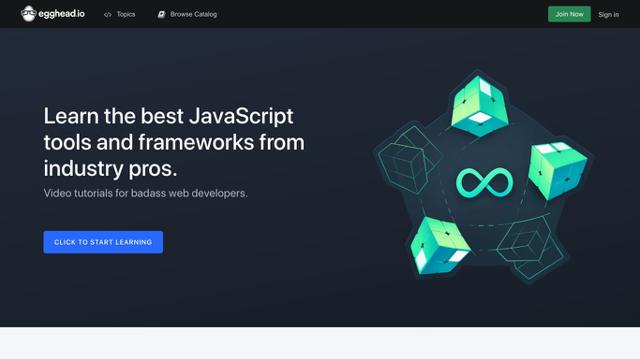 egghead.io
Topics
Browse Catalog
Join Now
Sign in
Learn the best JavaScript
tools and frameworks from
industry pros.
Video tutorials for badass web developers.
CLICK TO START LEARNING